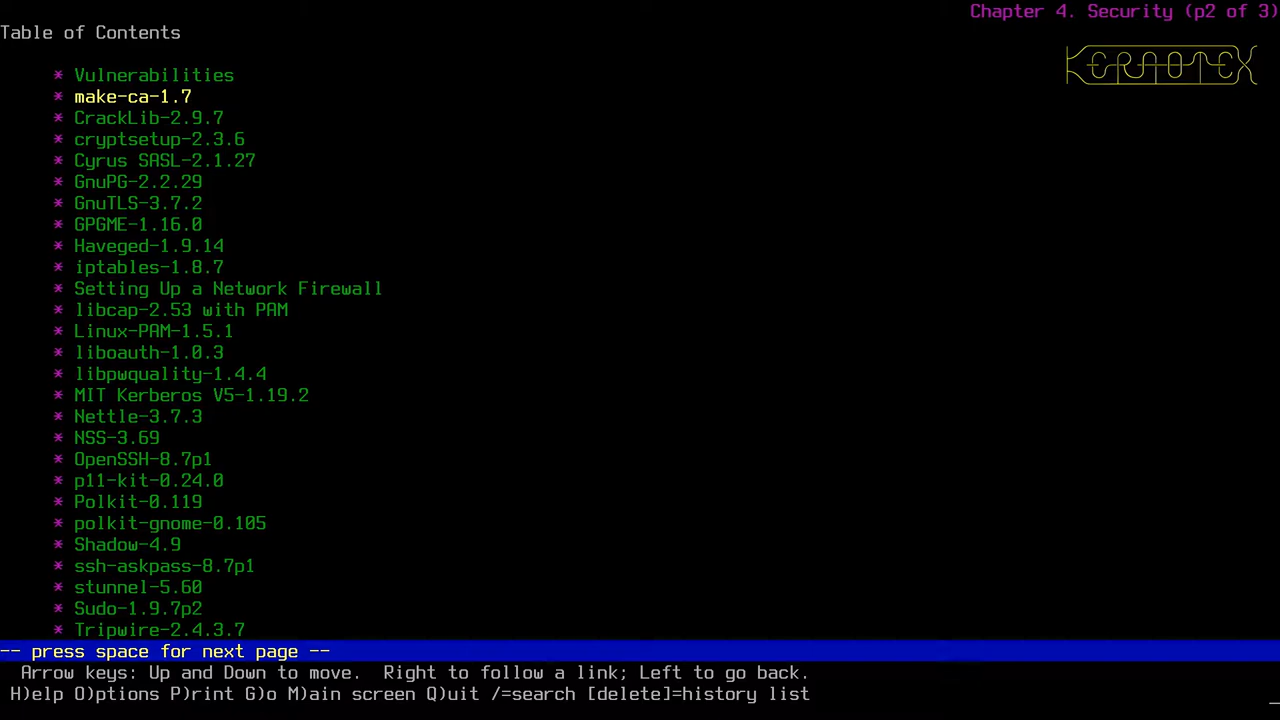 Chapter 4. Security (p2 of 3)
Table of Contents
KERNOTEX
* Vulnerabilities
* make-ca-1.7
* CrackLib-2.9.7
* cryptsetup-2.3.6
* Cyrus SASL-2.1.27
* GnuPG-2.2.29
* GnuTLS-3.7.2
* GPGME-1.16.0
* Haveged-1.9.14
* iptables-1.8.7
* Setting Up a Network Firewall
* libcap-2.53 with PAM
* Linux-PAM-1.5.1
* liboauth-1.0.3
* libpwquality-1.4.4
* MIT Kerberos V5-1.19.2
* Nettle-3.7.3
* NSS-3.69
* OpenSSH-8.7p1
* p11-kit-0.24.0
* Polkit-0.119
* polkit-gnome-0.105
* Shadow-4.9
* ssh-askpass-8.7p1
* stunnel-5.60
* Sudo-1.9.7p2
* Tripwire-2.4.3.7
-- press space for next page --
Arrow keys: Up and Down to move. Right to follow a link; Left to go back.
H)elp O)ptions P)rint G)o M)ain screen Q)uit /=search [delete]=history list